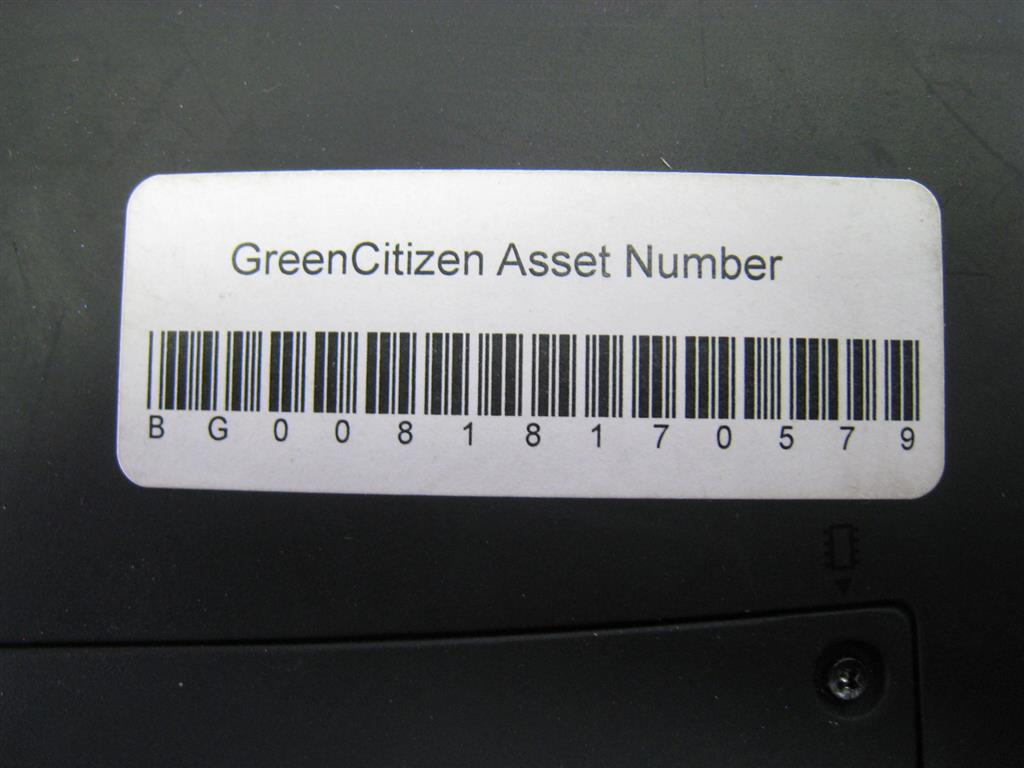 GreenCitizen Asset Number
B G 0 0 8 1 8 1 7 0 5 7 9